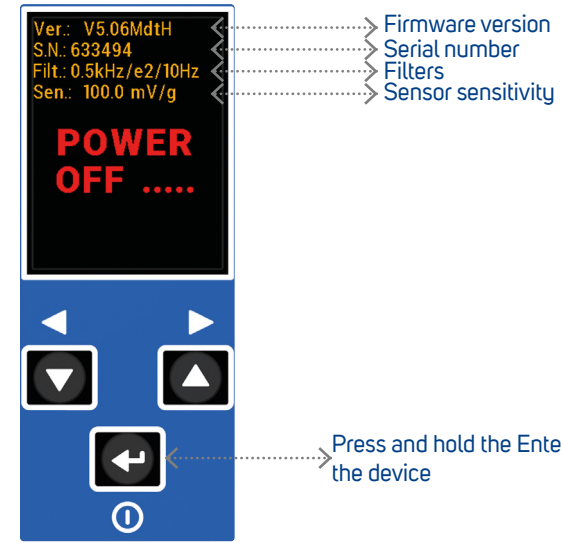 Ver.: V5.06MdtH
Firmware version
S.N.: 633494
Serial number
Filt.: 0.5kHz/e2/10Hz
Filters
Sen.: 100.0 mV/g
Sensor sensitivity
POWER
OFF .....
Press and hold the Ente
the device